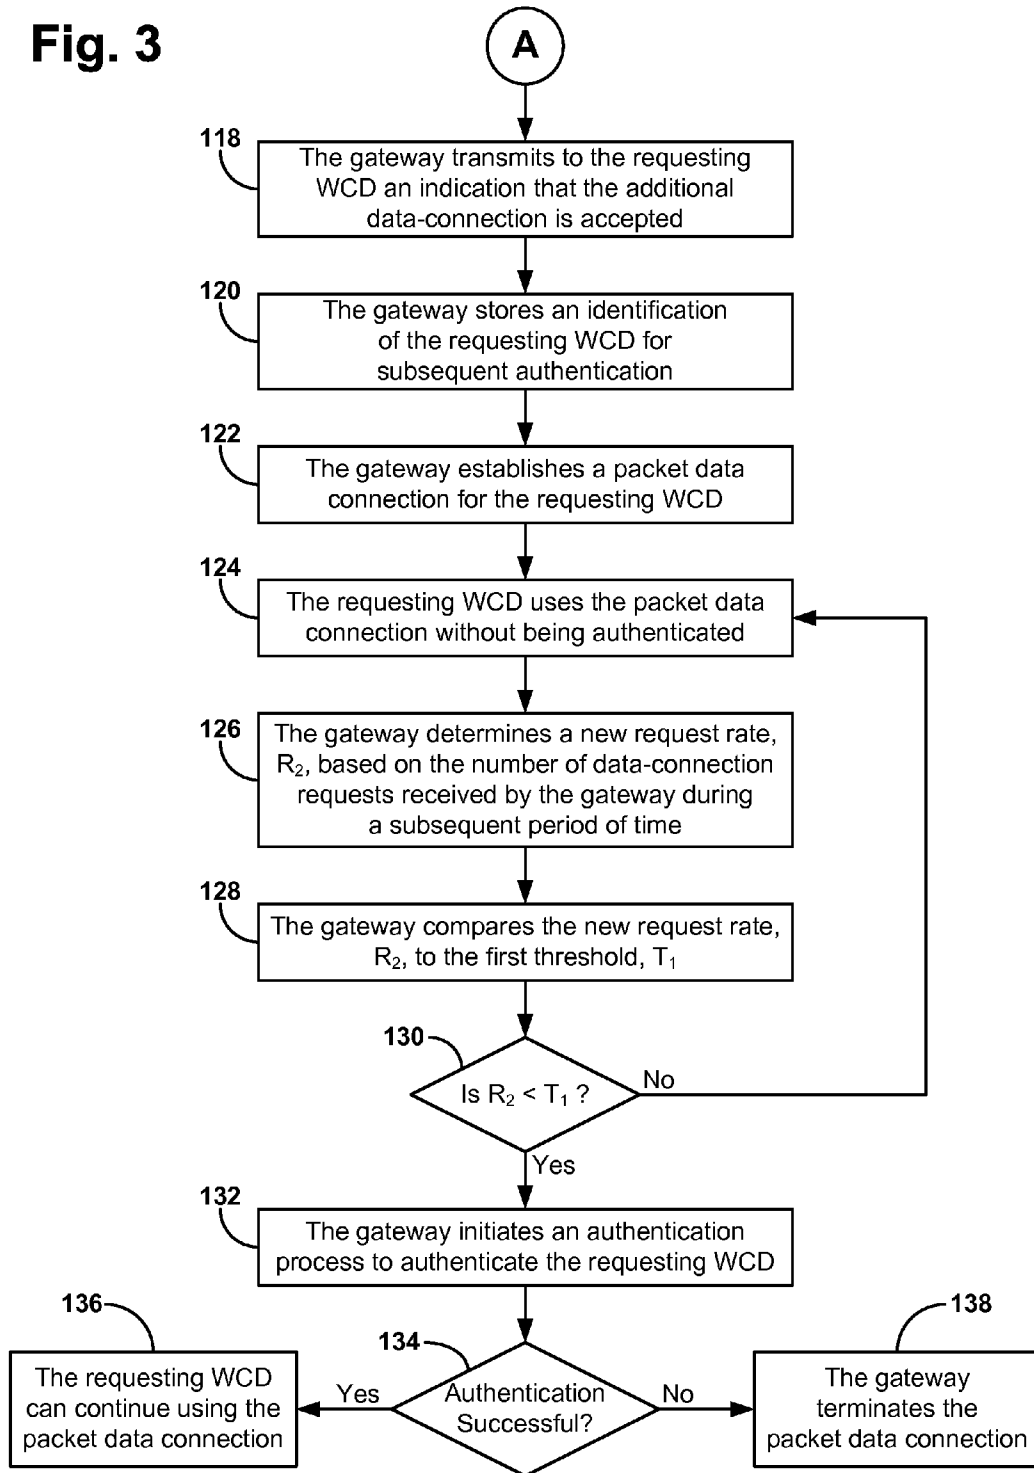 Fig. 3
A
118
The gateway transmits to the requesting
WCD an indication that the additional
data-connection is accepted
120
The gateway stores an identification
of the requesting WCD for
subsequent authentication
122
The gateway establishes a packet data
connection for the requesting WCD
124
The requesting WCD uses the packet data
connection without being authenticated
126
The gateway determines a new request rate,
R₂, based on the number of data-connection
requests received by the gateway during
a subsequent period of time
128
The gateway compares the new request rate,
R₂, to the first threshold, T₁
130
Is R₂ < T₁ ?
No
Yes
132
The gateway initiates an authentication
process to authenticate the requesting WCD
136
134
138
The requesting WCD
can continue using the
packet data connection
Yes
Authentication
Successful?
No
The gateway
terminates the
packet data connection